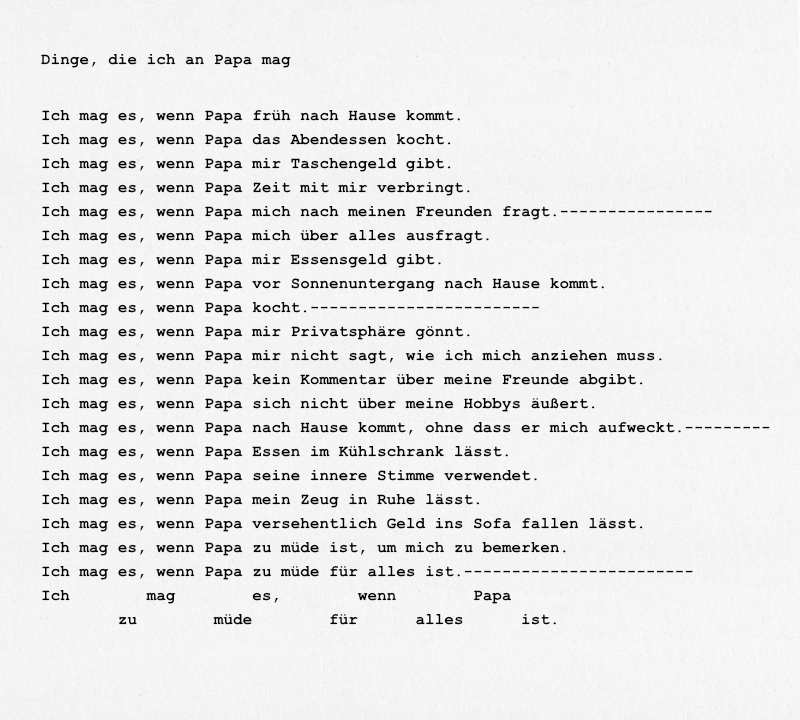 Dinge, die ich an Papa mag
Ich mag es, wenn Papa früh nach Hause kommt.
Ich mag es, wenn Papa das Abendessen kocht.
Ich mag es, wenn Papa mir Taschengeld gibt.
Ich mag es, wenn Papa Zeit mit mir verbringt.
Ich mag es, wenn Papa mich nach meinen Freunden fragt.----------------
Ich mag es, wenn Papa mich über alles ausfragt.
Ich mag es, wenn Papa mir Essensgeld gibt.
Ich mag es, wenn Papa vor Sonnenuntergang nach Hause kommt.
Ich mag es, wenn Papa kocht.------------------------
Ich mag es, wenn Papa mir Privatsphäre gönnt.
Ich mag es, wenn Papa mir nicht sagt, wie ich mich anziehen muss.
Ich mag es, wenn Papa kein Kommentar über meine Freunde abgibt.
Ich mag es, wenn Papa sich nicht über meine Hobbys äußert.
Ich mag es, wenn Papa nach Hause kommt, ohne dass er mich aufweckt.---------
Ich mag es, wenn Papa Essen im Kühlschrank lässt.
Ich mag es, wenn Papa seine innere Stimme verwendet.
Ich mag es, wenn Papa mein Zeug in Ruhe lässt.
Ich mag es, wenn Papa versehentlich Geld ins Sofa fallen lässt.
Ich mag es, wenn Papa zu müde ist, um mich zu bemerken.
Ich mag es, wenn Papa zu müde für alles ist.------------------------
Ich mag es, wenn Papa
zu müde für alles ist.